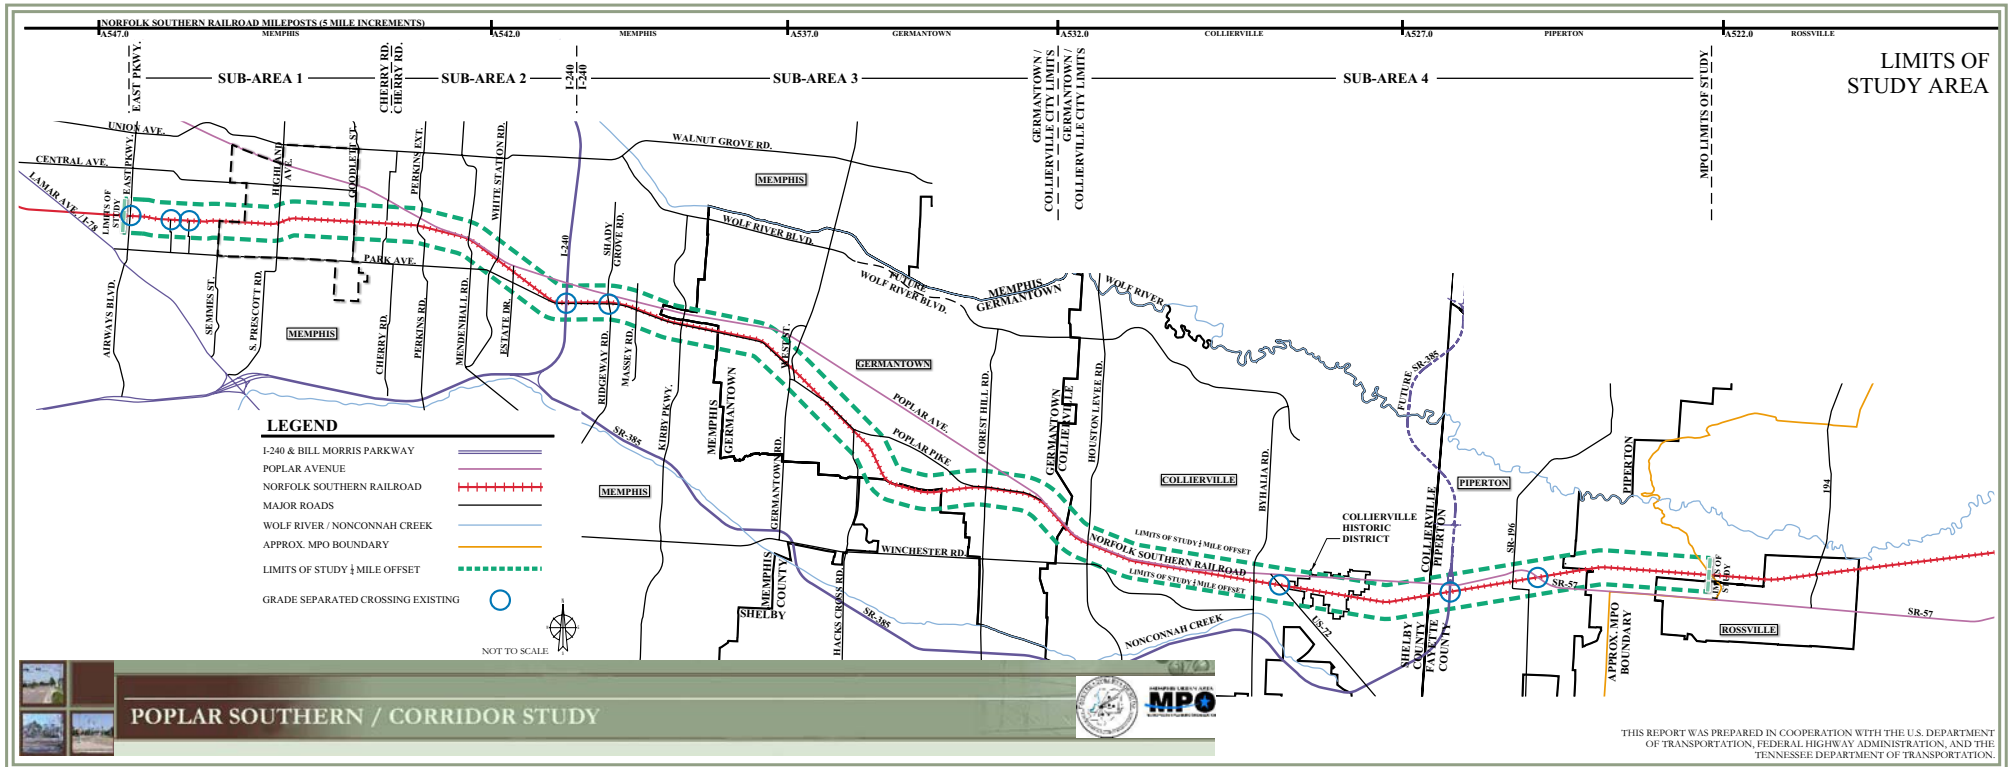 NORFOLK SOUTHERN RAILROAD MILEPOSTS (5 MILE INCREMENTS)
A547.0
MEMPHIS
A542.0
MEMPHIS
A537.0
GERMANTOWN
A532.0
COLLIERVILLE
A527.0
PIPERTON
A522.0
ROSSVILLE
EAST PKWY.
SUB-AREA 1
CHERRY RD.
CHERRY RD.
SUB-AREA 2
I-240
I-240
SUB-AREA 3
GERMANTOWN /
COLLIERVILLE CITY LIMITS
GERMANTOWN /
COLLIERVILLE CITY LIMITS
SUB-AREA 4
MPO LIMITS OF STUDY
LIMITS OF
STUDY AREA
UNION AVE.
CENTRAL AVE.
LAMAR AVE. / I-78
LIMITS OF
STUDY
EAST PKWY.
HIGHLAND
AVE.
GOODLETT ST.
PERKINS EXT.
WHITE STATION RD.
WALNUT GROVE RD.
MEMPHIS
WOLF RIVER BLVD.
I-240
SHADY
GROVE RD.
PARK AVE.
FUTURE
WOLF RIVER BLVD.
MEMPHIS
GERMANTOWN
WOLF RIVER
AIRWAYS BLVD.
SEMMES ST.
S. PRESCOTT RD.
MEMPHIS
CHERRY RD.
PERKINS RD.
MENDENHALL RD.
ESTATE DR.
RIDGEWAY RD.
MASSEY RD.
KIRBY PKWY.
MEMPHIS
GERMANTOWN
WEST ST.
GERMANTOWN
POPLAR AVE.
POPLAR PIKE
FOREST HILL RD.
GERMANTOWN
COLLIERVILLE
HOUSTON LEVEE RD.
FUTURE SR-385
SR-385
MEMPHIS
GERMANTOWN RD.
COLLIERVILLE
BYHALIA RD.
COLLIERVILLE
PIPERTON
PIPERTON
PIPERTON
SR-196
194
COLLIERVILLE
HISTORIC
DISTRICT
LEGEND
I-240 & BILL MORRIS PARKWAY
POPLAR AVENUE
NORFOLK SOUTHERN RAILROAD
MAJOR ROADS
WOLF RIVER / NONCONNAH CREEK
APPROX. MPO BOUNDARY
LIMITS OF STUDY ¼ MILE OFFSET
GRADE SEPARATED CROSSING EXISTING
NOT TO SCALE
WINCHESTER RD.
MEMPHIS
COUNTY
SHELBY
HACKS CROSS RD.
SR-385
LIMITS OF STUDY ¼ MILE OFFSET
NORFOLK SOUTHERN RAILROAD
LIMITS OF STUDY ¼ MILE OFFSET
NONCONNAH CREEK
US-72
SHELBY
COUNTY
FAYETTE
COUNTY
SR-57
APPROX. MPO
BOUNDARY
LIMITS OF
STUDY
ROSSVILLE
SR-57
POPLAR SOUTHERN / CORRIDOR STUDY
MEMPHIS URBAN AREA
MPO
THIS REPORT WAS PREPARED IN COOPERATION WITH THE U.S. DEPARTMENT
OF TRANSPORTATION, FEDERAL HIGHWAY ADMINISTRATION, AND THE
TENNESSEE DEPARTMENT OF TRANSPORTATION.